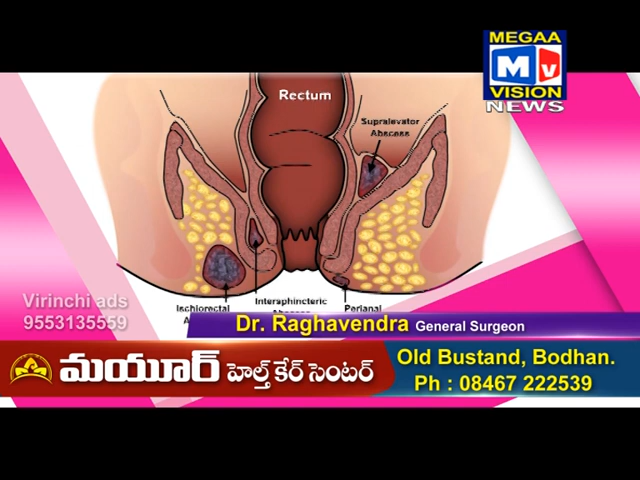 MEGAA
MV
VISION
NEWS
Rectum
Supralevator
Abscess
Virinchi ads
9553135559
Ischiorectal
Intersphincteric
Perianal
Dr. Raghavendra General Surgeon
మయూర్ హెల్త్ కేర్ సెంటర్
Old Bustand, Bodhan.
Ph : 08467 222539